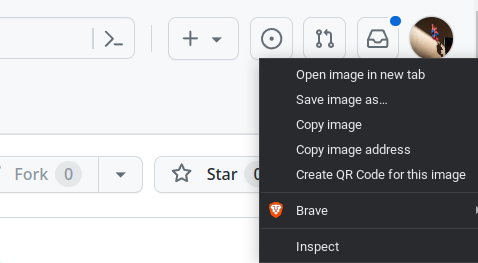 Open image in new tab
Save image as...
Copy image
Copy image address
Create QR Code for this image
Fork 0
Star
Brave
Inspect